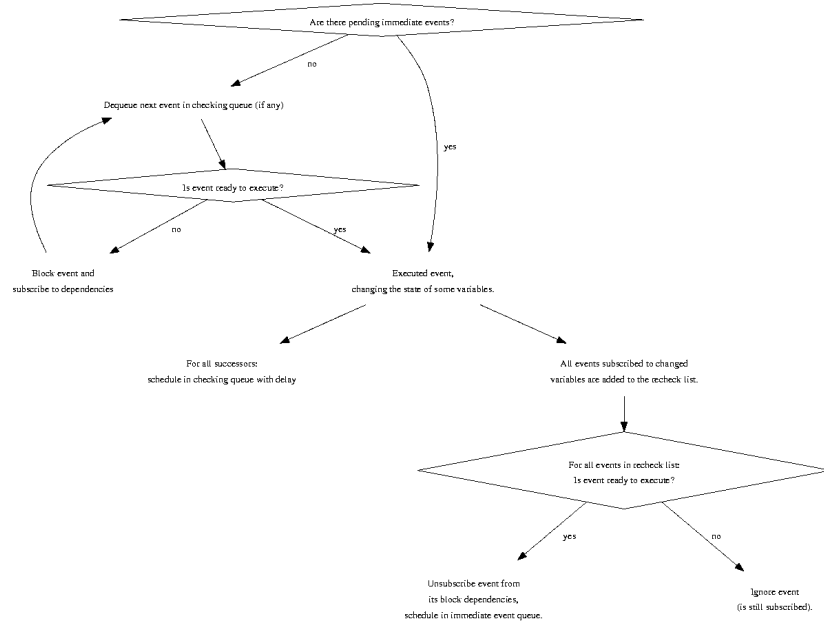 Are there pending immediate events?
no
Dequeue next event in checking queue (if any)
yes
Is event ready to execute?
no
yes
Block event and
subscribe to dependencies
Executed event,
changing the state of some variables.
For all successors:
schedule in checking queue with delay
All events subscribed to changed
variables are added to the recheck list.
For all events in recheck list:
Is event ready to execute?
yes
no
Unsubscribe event from
its block dependencies,
schedule in immediate event queue.
Ignore event
(is still subscribed).